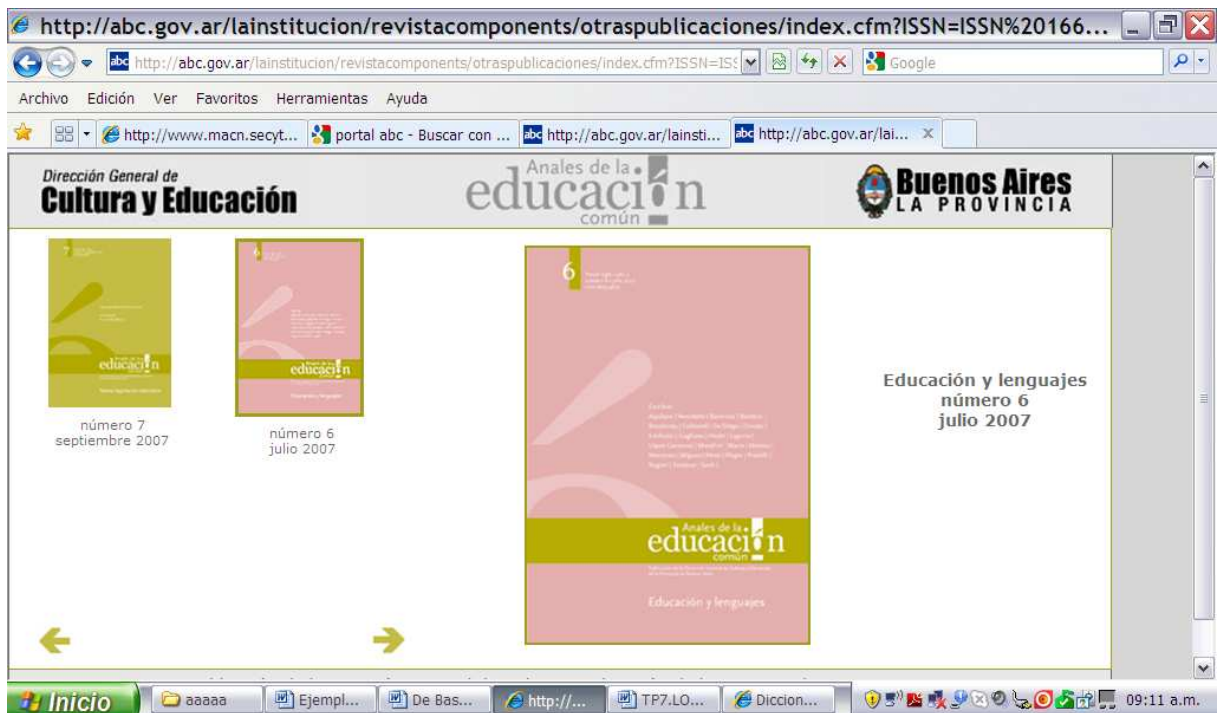 http://abc.gov.ar/lainstitucion/revistacomponents/otraspublicaciones/index.cfm?ISSN=ISSN%20166...
http://abc.gov.ar/lainstitucion/revistacomponents/otraspublicaciones/index.cfm?ISSN=ISS
Google
Archivo Edición Ver Favoritos Herramientas Ayuda
http://www.macn.secyt... portal abc - Buscar con ... http://abc.gov.ar/lainsti... http://abc.gov.ar/lai...
Dirección General de
Cultura y Educación
Anales de la
educación
común
Buenos Aires
LA PROVINCIA
7
educación
número 7
septiembre 2007
6
educación
número 6
julio 2007
6
Anales de la
educación
común
Educación y lenguajes
Educación y lenguajes
número 6
julio 2007
Inicio aaaaa Ejempl... De Bas... http://... TP7.LO... Diccion... 09:11 a.m.